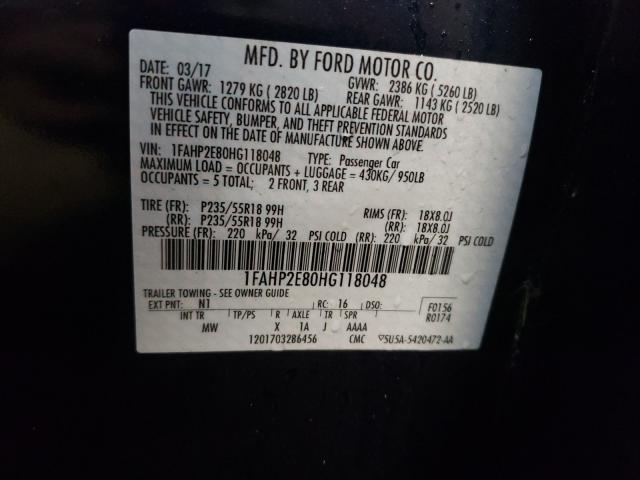 MFD. BY FORD MOTOR CO.
DATE: 03/17 GVWR: 2386 KG ( 5260 LB)
FRONT GAWR: 1279 KG ( 2820 LB) REAR GAWR: 1143 KG ( 2520 LB)
THIS VEHICLE CONFORMS TO ALL APPLICABLE FEDERAL MOTOR
VEHICLE SAFETY, BUMPER, AND THEFT PREVENTION STANDARDS
IN EFFECT ON THE DATE OF MANUFACTURE SHOWN ABOVE.
VIN: 1FAHP2E80HG118048 TYPE: Passenger Car
MAXIMUM LOAD = OCCUPANTS + LUGGAGE = 430KG/ 950LB
OCCUPANTS = 5 TOTAL; 2 FRONT, 3 REAR
TIRE (FR): P235/55R18 99H RIMS (FR): 18X8.0J
(RR): P235/55R18 99H (RR): 18X8.0J
PRESSURE (FR): 220 kPa/ 32 PSI COLD (RR): 220 kPa/ 32 PSI COLD
1FAHP2E80HG118048
TRAILER TOWING - SEE OWNER GUIDE
EXT PNT: N1 RC: 16 DSO: F0156
INT TR TP/PS R AXLE TR SPR R0174
MW X 1A J AAAA
1201703286456 CMC 5U5A-5420472-AA